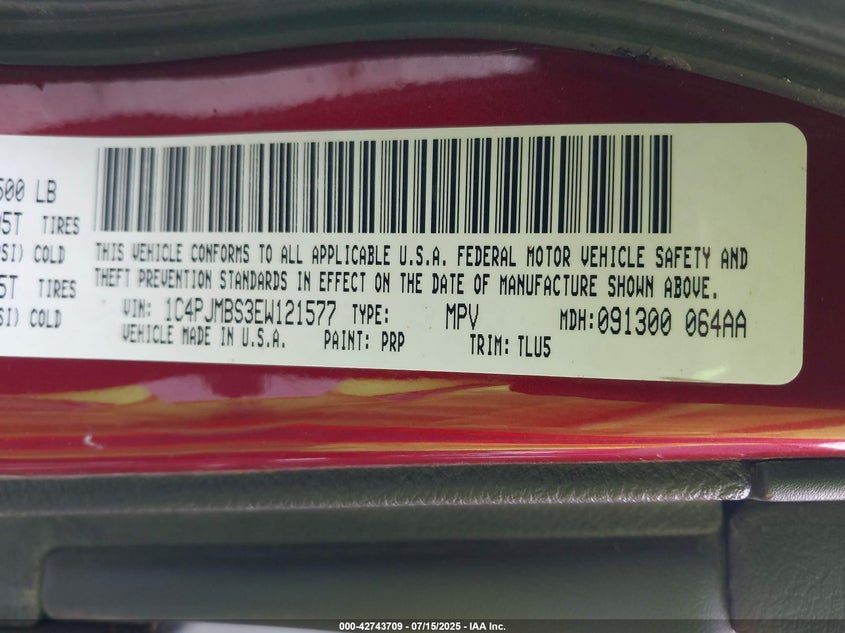 500 LB
05T TIRES
PSI) COLD
5T TIRES
SI) COLD
THIS VEHICLE CONFORMS TO ALL APPLICABLE U.S.A. FEDERAL MOTOR VEHICLE SAFETY AND
THEFT PREVENTION STANDARDS IN EFFECT ON THE DATE OF MANUFACTURE SHOWN ABOVE.
VIN: 1C4PJMBS3EW121577 TYPE: MPV MDH:091300 064AA
VEHICLE MADE IN U.S.A. PAINT: PRP TRIM: TLU5
000-42743709 - 07/15/2025 - IAA Inc.